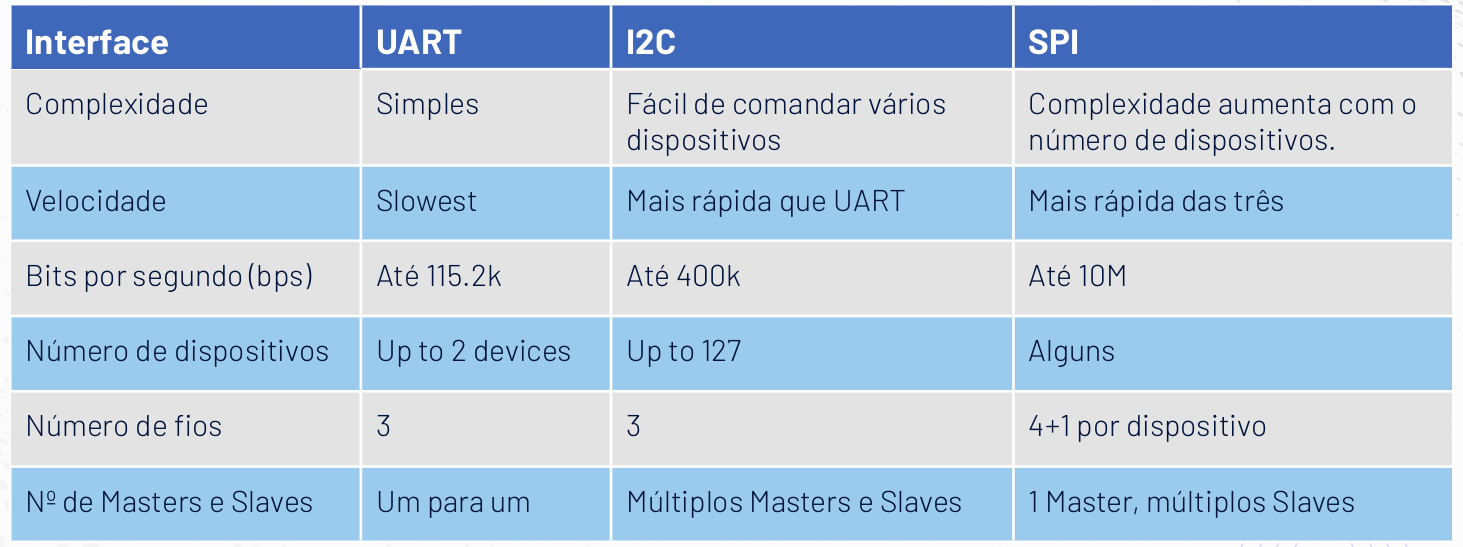 Interface UART I2C SPI
Complexidade Simples Fácil de comandar vários Complexidade aumenta com o
dispositivos número de dispositivos.
Velocidade Slowest Mais rápida que UART Mais rápida das três
Bits por segundo (bps) Até 115.2k Até 400k Até 10M
Número de dispositivos Up to 2 devices Up to 127 Alguns
Número de fios 3 3 4+1 por dispositivo
Nº de Masters e Slaves Um para um Múltiplos Masters e Slaves 1 Master, múltiplos Slaves